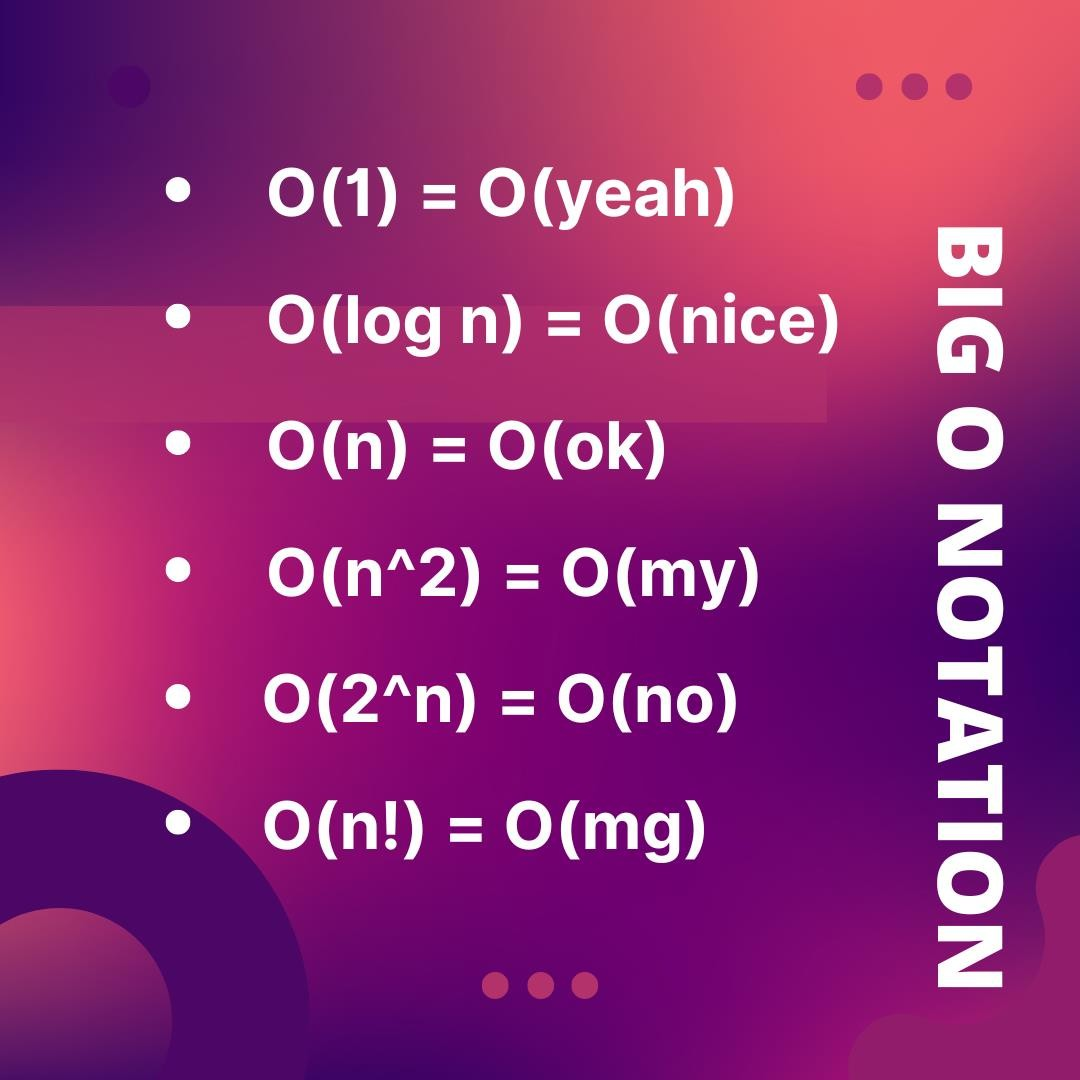 • O(1) = O(yeah)
• O(log n) = O(nice)
• O(n) = O(ok)
• O(n^2) = O(my)
• O(2^n) = O(no)
• O(n!) = O(mg)
BIG O NOTATION